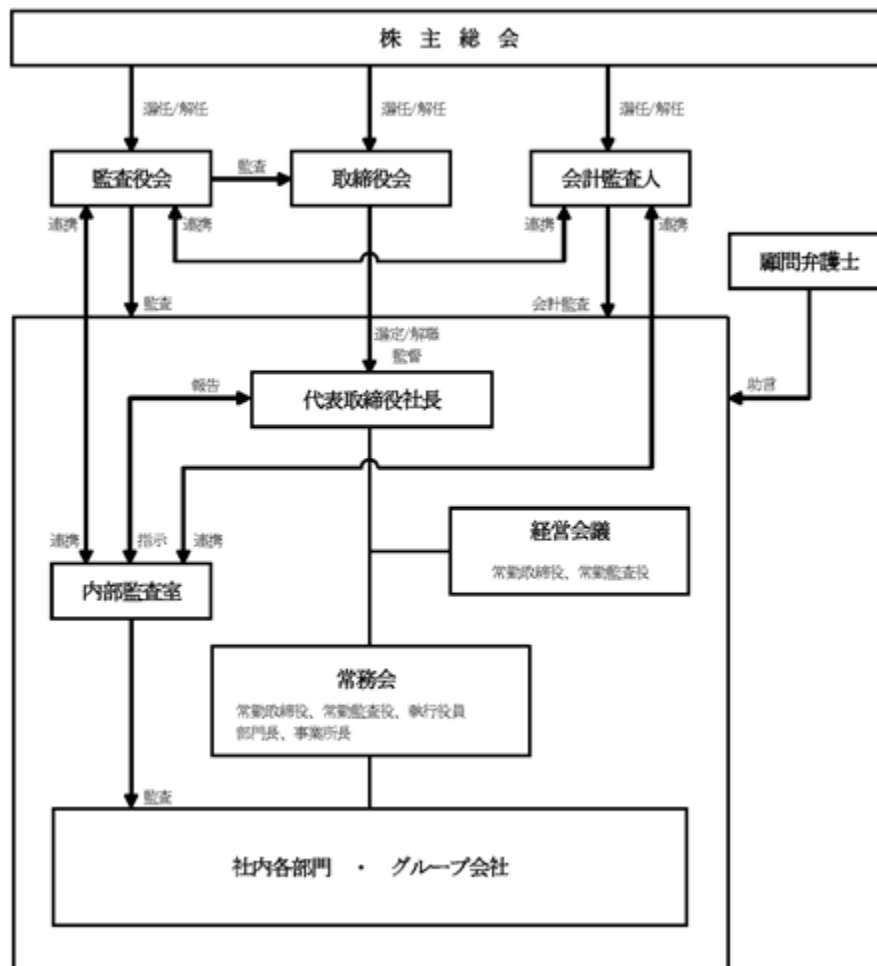 株 主 総 会
選任/解任
選任/解任
選任/解任
監査役会
監査
取締役会
会計監査人
連携
連携
連携
連携
顧問弁護士
監査
会計監査
選定/解職
監督
報告
代表取締役社長
助言
経営会議
常勤取締役、常勤監査役
連携
指示
連携
内部監査室
常務会
常勤取締役、常勤監査役、執行役員
部門長、事業所長
監査
社内各部門 ・ グループ会社